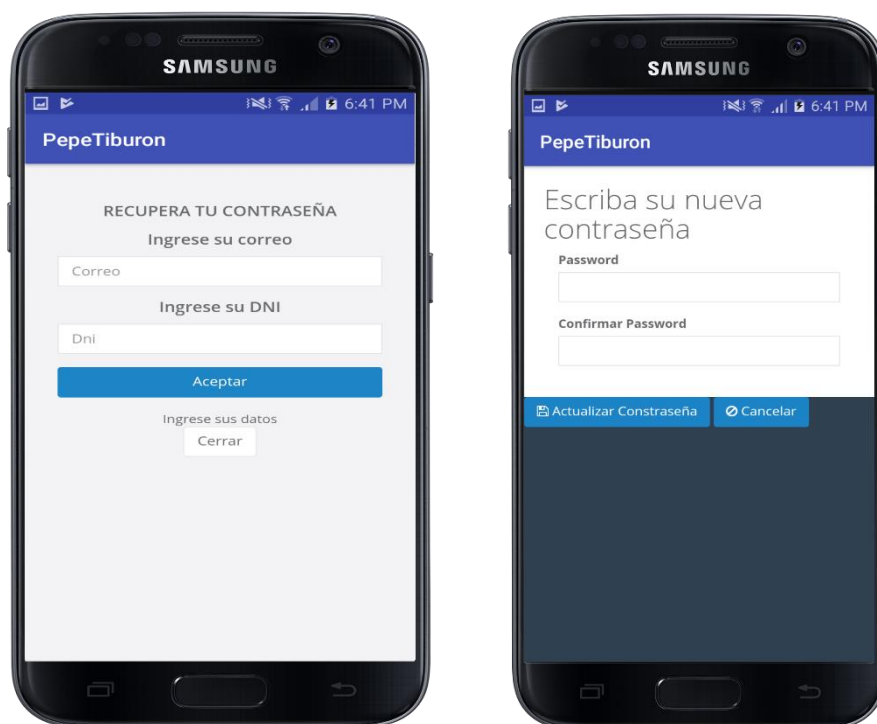 SAMSUNG
6:41 PM
PepeTiburon
RECUPERA TU CONTRASEÑA
Ingrese su correo
Correo
Ingrese su DNI
Dni
Aceptar
Ingrese sus datos
Cerrar
SAMSUNG
6:41 PM
PepeTiburon
Escriba su nueva
contraseña
Password
Confirmar Password
Actualizar Constraseña
Cancelar